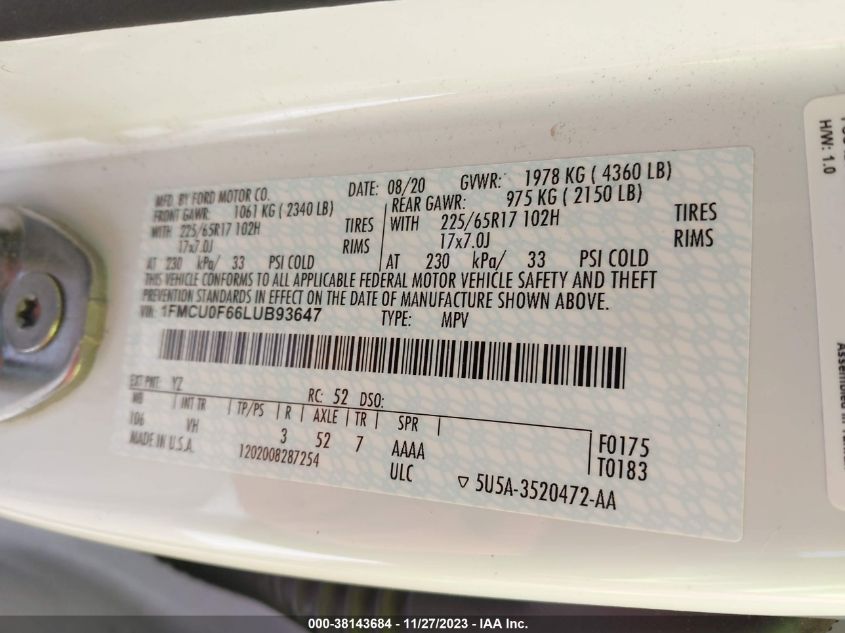 MFD. BY FORD MOTOR CO.
DATE: 08/20 GVWR: 1978 KG ( 4360 LB)
FRONT GAWR: 1061 KG ( 2340 LB)
WITH 225/65R17 102H TIRES
17x7.0J RIMS
AT 230 kPa/ 33 PSI COLD
REAR GAWR: 975 KG ( 2150 LB)
WITH 225/65R17 102H TIRES
17x7.0J RIMS
AT 230 kPa/ 33 PSI COLD
THIS VEHICLE CONFORMS TO ALL APPLICABLE FEDERAL MOTOR VEHICLE SAFETY AND THEFT
PREVENTION STANDARDS IN EFFECT ON THE DATE OF MANUFACTURE SHOWN ABOVE.
VIN: 1FMCU0F66LUB93647 TYPE: MPV
EXT PNT: YZ RC: 52 DSO:
WB INT TR TP/PS R AXLE TR SPR
106 VH 3 52 7 AAAA F0175
MADE IN U.S.A. 1202008287254 ULC T0183
▽ 5U5A-3520472-AA
H/W: 1.0
Assembled in
000-38143684 - 11/27/2023 - IAA Inc.